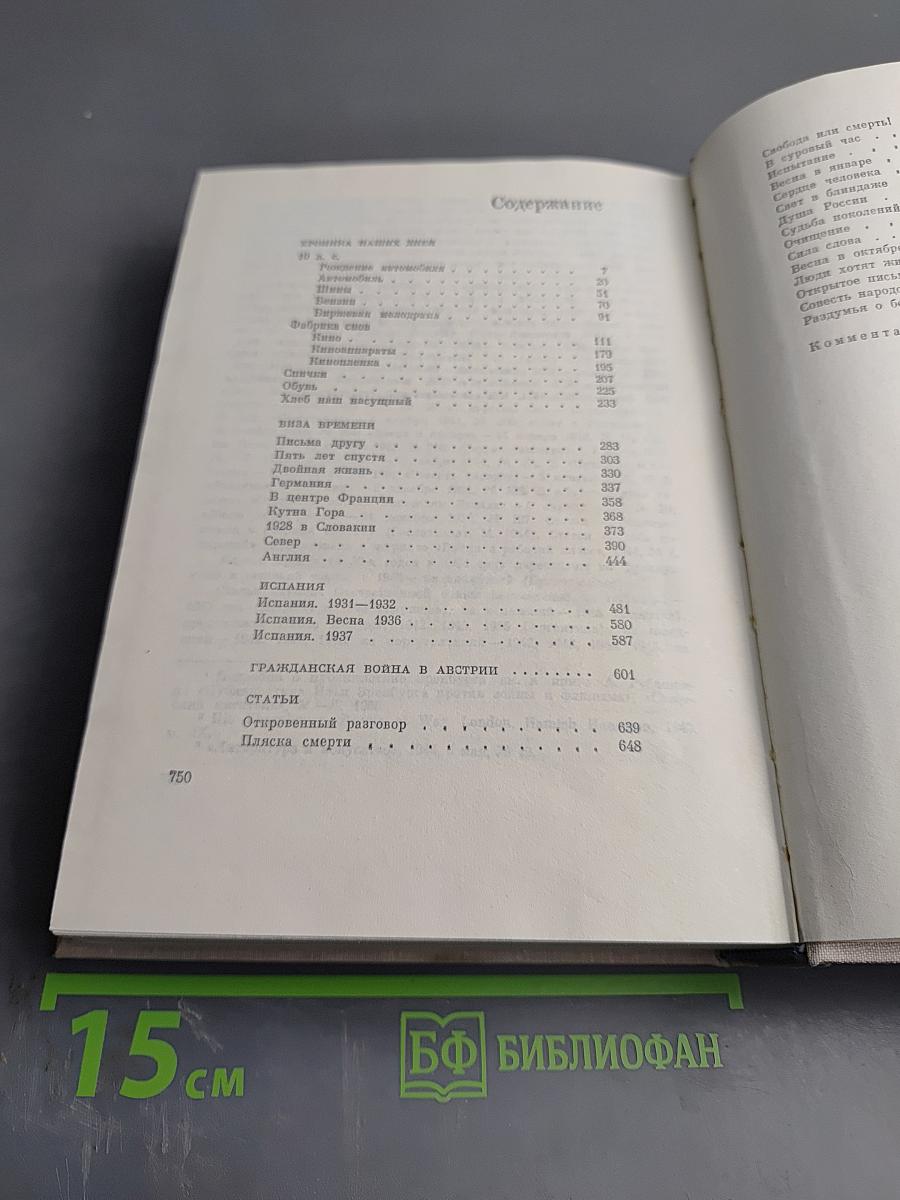 Содержание
ХРОНИКА НАШИХ ДНЕЙ
10 л. с.
Рождение автомобиля . . . . . . . . . 7
Автомобиль . . . . . . . . . . . . 20
Шины . . . . . . . . . . . . . . 51
Бензин . . . . . . . . . . . . . . 70
Биржевая мелодрама . . . . . . . . . 91
Фабрика снов
Кино . . . . . . . . . . . . . . 111
Киноаппараты . . . . . . . . . . . 179
Кинопленка . . . . . . . . . . . . 195
Спички . . . . . . . . . . . . . . 207
Обувь . . . . . . . . . . . . . . 225
Хлеб наш насущный . . . . . . . . . 233
ВИЗА ВРЕМЕНИ
Письма другу . . . . . . . . . . . . 283
Пять лет спустя . . . . . . . . . . . 303
Двойная жизнь . . . . . . . . . . . . 330
Германия . . . . . . . . . . . . . 337
В центре Франции . . . . . . . . . . 358
Кутна Гора . . . . . . . . . . . . . 368
1928 в Словакии . . . . . . . . . . . 373
Север . . . . . . . . . . . . . . 390
Англия . . . . . . . . . . . . . . 444
ИСПАНИЯ
Испания. 1931—1932 . . . . . . . . . . 481
Испания. Весна 1936 . . . . . . . . . . 580
Испания. 1937 . . . . . . . . . . . . 587
ГРАЖДАНСКАЯ ВОЙНА В АВСТРИИ . . . . . . . . . 601
СТАТЬИ
Откровенный разговор . . . . . . . . . . 639
Пляска смерти . . . . . . . . . . . . 648
750
Свобода или смерть!
В суровый час . .
Испытание . .
Весна в январе .
Сердце человека .
Свет в блиндаже
Душа России .
Судьба поколений
Очищение . .
Сила слова . .
Весна в октябре
Люди хотят
Открытое
Совесть
Раздумья о
15 см
БФ БИБЛИОФАН